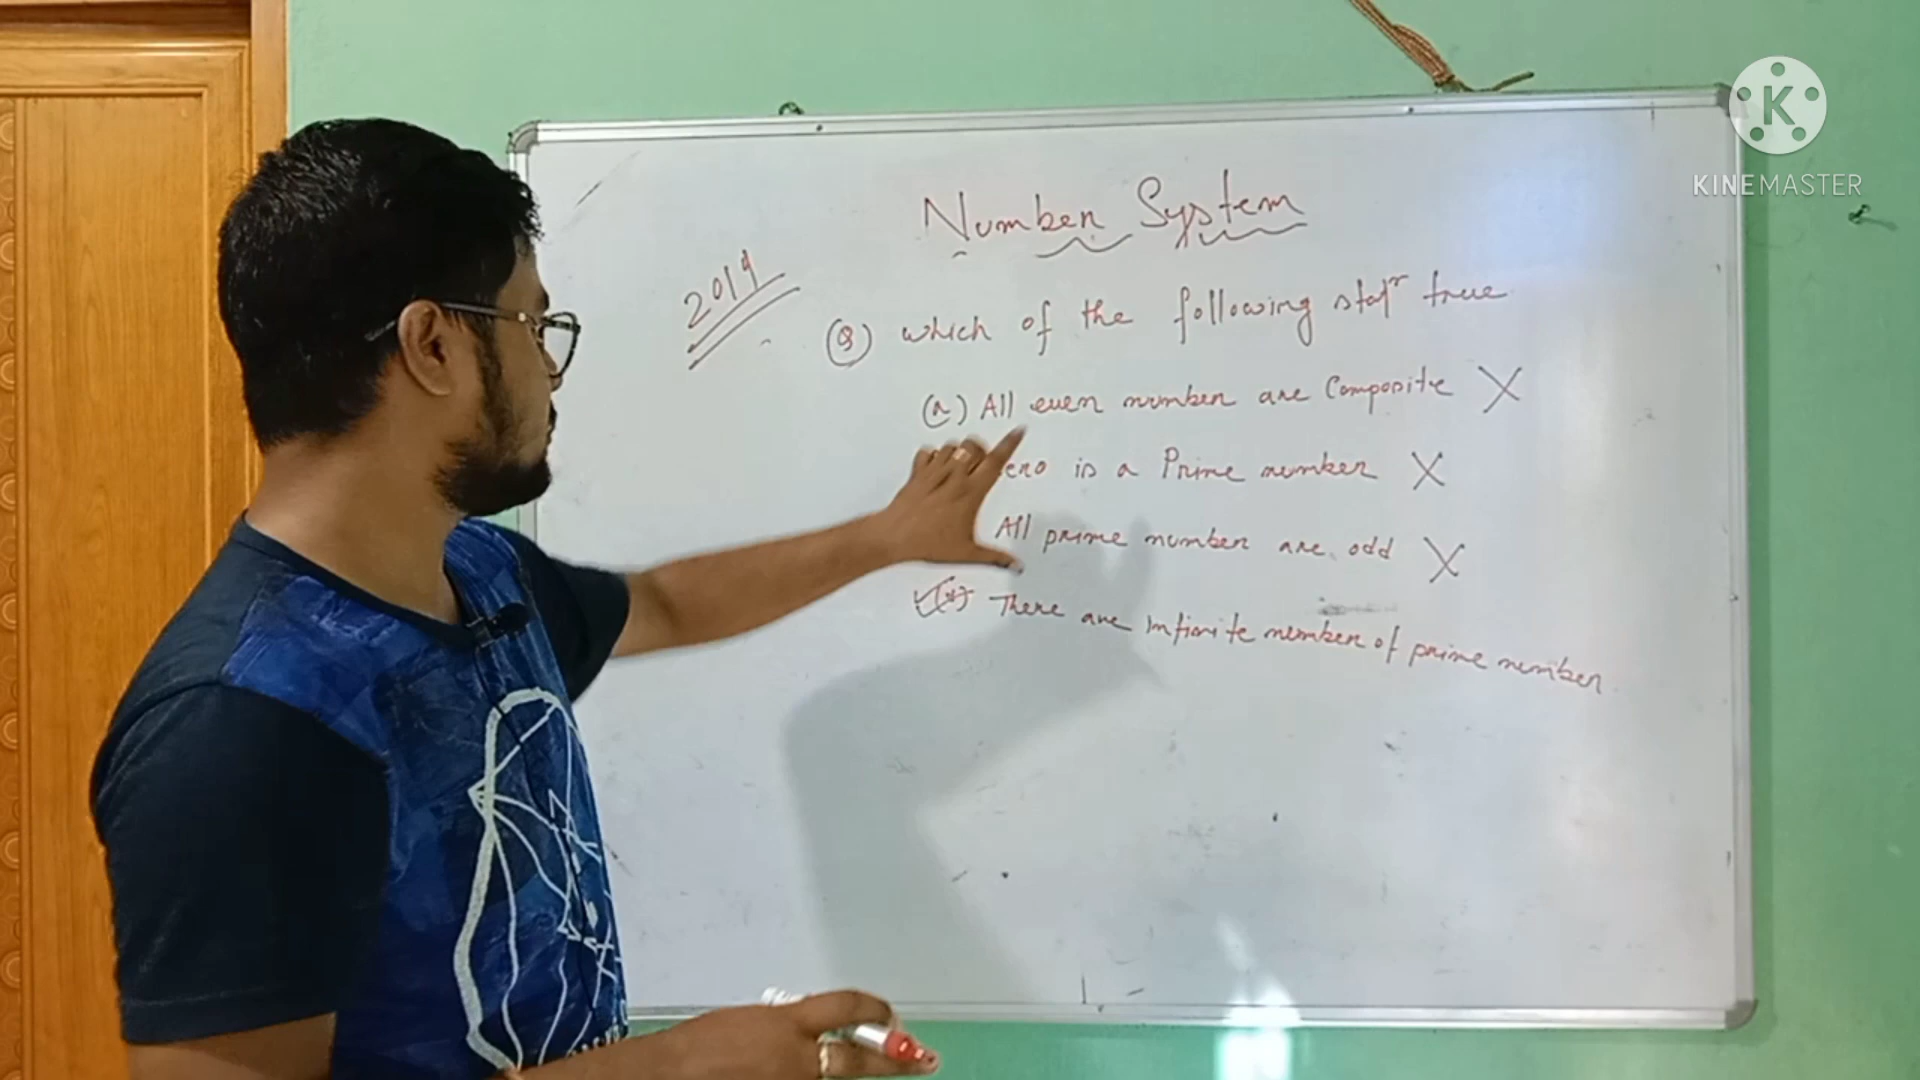 Number System
2019
(Q) which of the following stat^r true
(A) All even number are Composite X
ero is a Prime number X
All prime number are odd X
There are infinite number of prime number
KINEMASTER